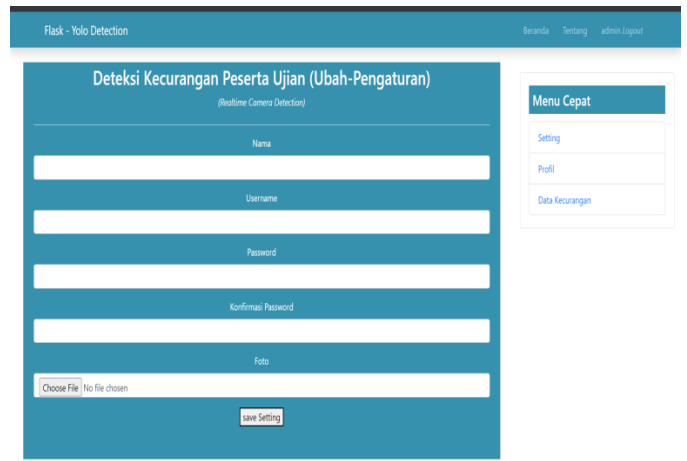 Flask - Yolo Detection
Beranda Tentang admin Logout
Deteksi Kecurangan Peserta Ujian (Ubah-Pengaturan)
(Realtime Camera Detection)
Nama
Username
Password
Konfirmasi Password
Foto
Choose File No file chosen
save Setting
Menu Cepat
Setting
Profil
Data Kecurangan